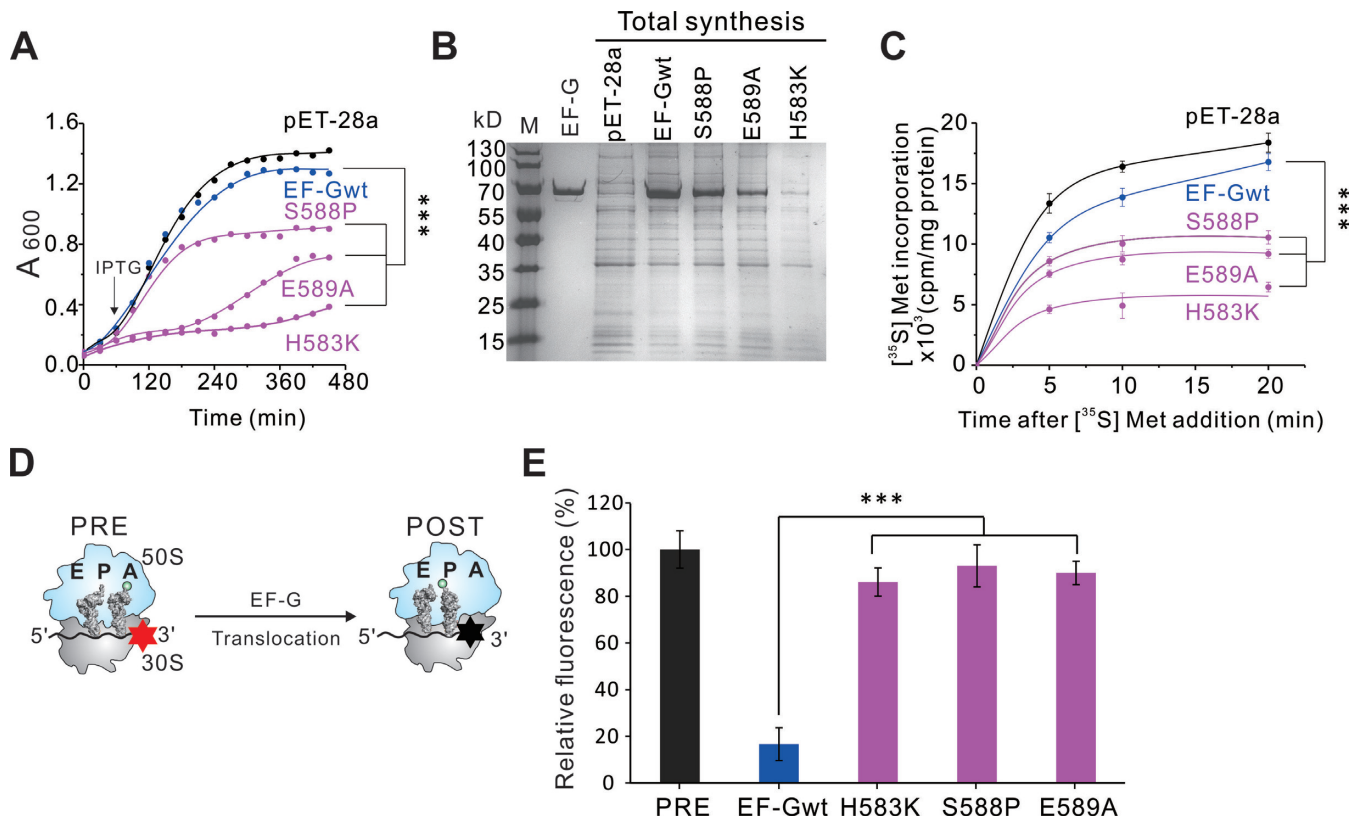 A
1.6
1.2
0.8
0.4
0.0
A600
0
120
240
360
480
Time (min)
IPTG
pET-28a
EF-Gwt
S588P
E589A
H583K
***
B
Total synthesis
kD
M
EF-G
pET-28a
EF-Gwt
S588P
E589A
H583K
130
100
70
55
40
35
25
15
C
[³⁵S] Met incorporation
x10³(cpm/mg protein)
20
15
10
5
0
0
5
10
15
20
Time after [³⁵S] Met addition (min)
pET-28a
EF-Gwt
S588P
E589A
H583K
***
D
PRE
50S
E P A
5'
3'
30S
EF-G
Translocation
POST
E P A
5'
3'
E
Relative fluorescence (%)
120
100
80
60
40
20
0
***
PRE
EF-Gwt
H583K
S588P
E589A